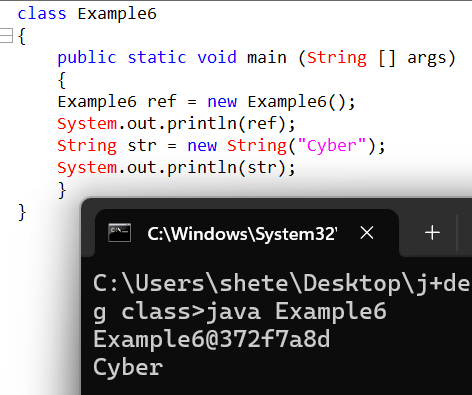 class Example6
{
public static void main (String [] args)
{
Example6 ref = new Example6();
System.out.println(ref);
String str = new String("Cyber");
System.out.println(str);
}
}
C:\Windows\System32\
C:\Users\shete\Desktop\j+de
g class>java Example6
Example6@372f7a8d
Cyber